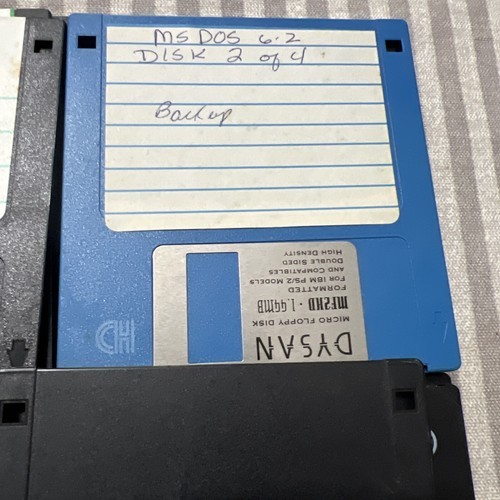 MS DOS 6.2
DISK 2 of 4
Backup
HIGH DENSITY
DOUBLE SIDED
AND COMPATIBLES
FOR IBM PS/2 MODELS
FORMATTED
MF2HD · 1.44MB
MICRO FLOPPY DISK
DYSAN
HD